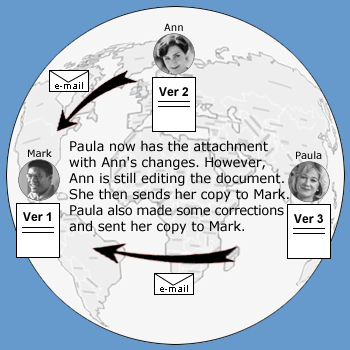 Ann
e-mail
Ver 2
Paula now has the attachment
with Ann's changes. However,
Ann is still editing the document.
She then sends her copy to Mark.
Paula also made some corrections
and sent her copy to Mark.
Mark
Ver 1
Paula
Ver 3
e-mail